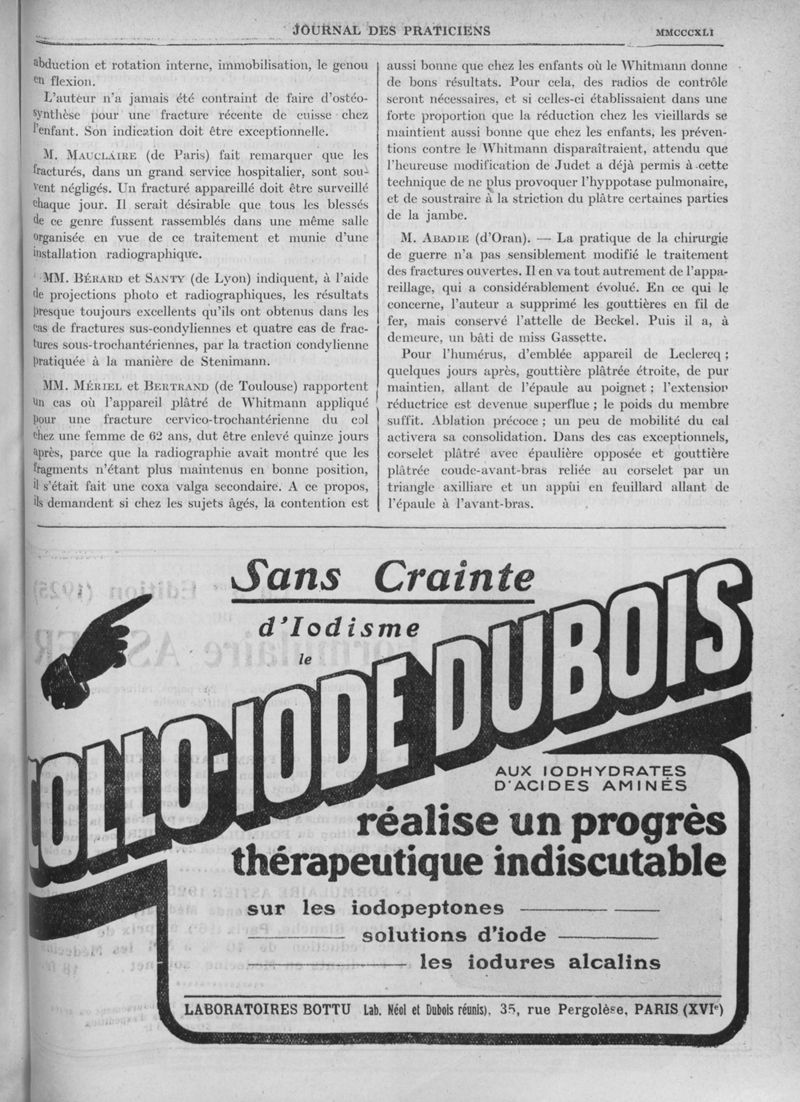 JOURNAL DES PRATICIENS
MMCCCXLI
abduction et rotation interne, immobilisation, le genou
en flexion.
L'auteur n'a jamais été contraint de faire d'ostéo-
synthèse pour une fracture récente de cuisse chez
l'enfant. Son indication doit être exceptionnelle.
M. MAUCLAIRE (de Paris) fait remarquer que les
fracturés, dans un grand service hospitalier, sont sou-
vent négligés. Un fracturé appareillé doit être surveillé
chaque jour. Il serait désirable que tous les blessés
de ce genre fussent rassemblés dans une même salle
organisée en vue de ce traitement et munie d'une
installation radiographique.
MM. BÉRARD et SANTY (de Lyon) indiquent, à l'aide
de projections photo et radiographiques, les résultats
presque toujours excellents qu'ils ont obtenus dans les
cas de fractures sus-condyliennes et quatre cas de frac-
tures sous-trochantériennes, par la traction condylienne
pratiquée à la manière de Stenimann.
MM. MÉRIEL et BERTRAND (de Toulouse) rapportent
un cas où l'appareil plâtré de Whitmann appliqué
pour une fracture cervico-trochantérienne du col
chez une femme de 62 ans, dut être enlevé quinze jours
après, parce que la radiographie avait montré que les
fragments n'étant plus maintenus en bonne position,
il s'était fait une coxa valga secondaire. A ce propos,
ils demandent si chez les sujets âgés, la contention est
aussi bonne que chez les enfants où le Whitmann donne
de bons résultats. Pour cela, des radios de contrôle
seront nécessaires, et si celles-ci établissaient dans une
forte proportion que la réduction chez les vieillards se
maintient aussi bonne que chez les enfants, les préven-
tions contre le Whitmann disparaîtraient, attendu que
l'heureuse modification de Judet a déjà permis à cette
technique de ne plus provoquer l'hyppotase pulmonaire,
et de soustraire à la striction du plâtre certaines parties
de la jambe.
M. ABADIE (d'Oran). — La pratique de la chirurgie
de guerre n'a pas sensiblement modifié le traitement
des fractures ouvertes. Il en va tout autrement de l'appa-
reillage, qui a considérablement évolué. En ce qui le
concerne, l'auteur a supprimé les gouttières en fil de
fer, mais conservé l'attelle de Beckel. Puis il a, à
demeure, un bâti de miss Gassette.
Pour l'humérus, d'emblée appareil de Leclercq ;
quelques jours après, gouttière plâtrée étroite, de pur
maintien, allant de l'épaule au poignet ; l'extension
réductrice est devenue superflue ; le poids du membre
suffit. Ablation précoce ; un peu de mobilité du cal
activera sa consolidation. Dans des cas exceptionnels,
corselet plâtré avec épaulière opposée et gouttière
plâtrée coude-avant-bras reliée au corselet par un
triangle axilliare et un appui en feuillard allant de
l'épaule à l'avant-bras.
Sans Crainte
d'Iodisme
le
COLLO-IODE DUBOIS
AUX IODHYDRATES
D'ACIDES AMINÉS
réalise un progrès
thérapeutique indiscutable
sur les iodopeptones
solutions d'iode
les iodures alcalins
LABORATOIRES BOTTU Lab. Néol et Dubois réunis), 35, rue Pergolèse, PARIS (XVIe)